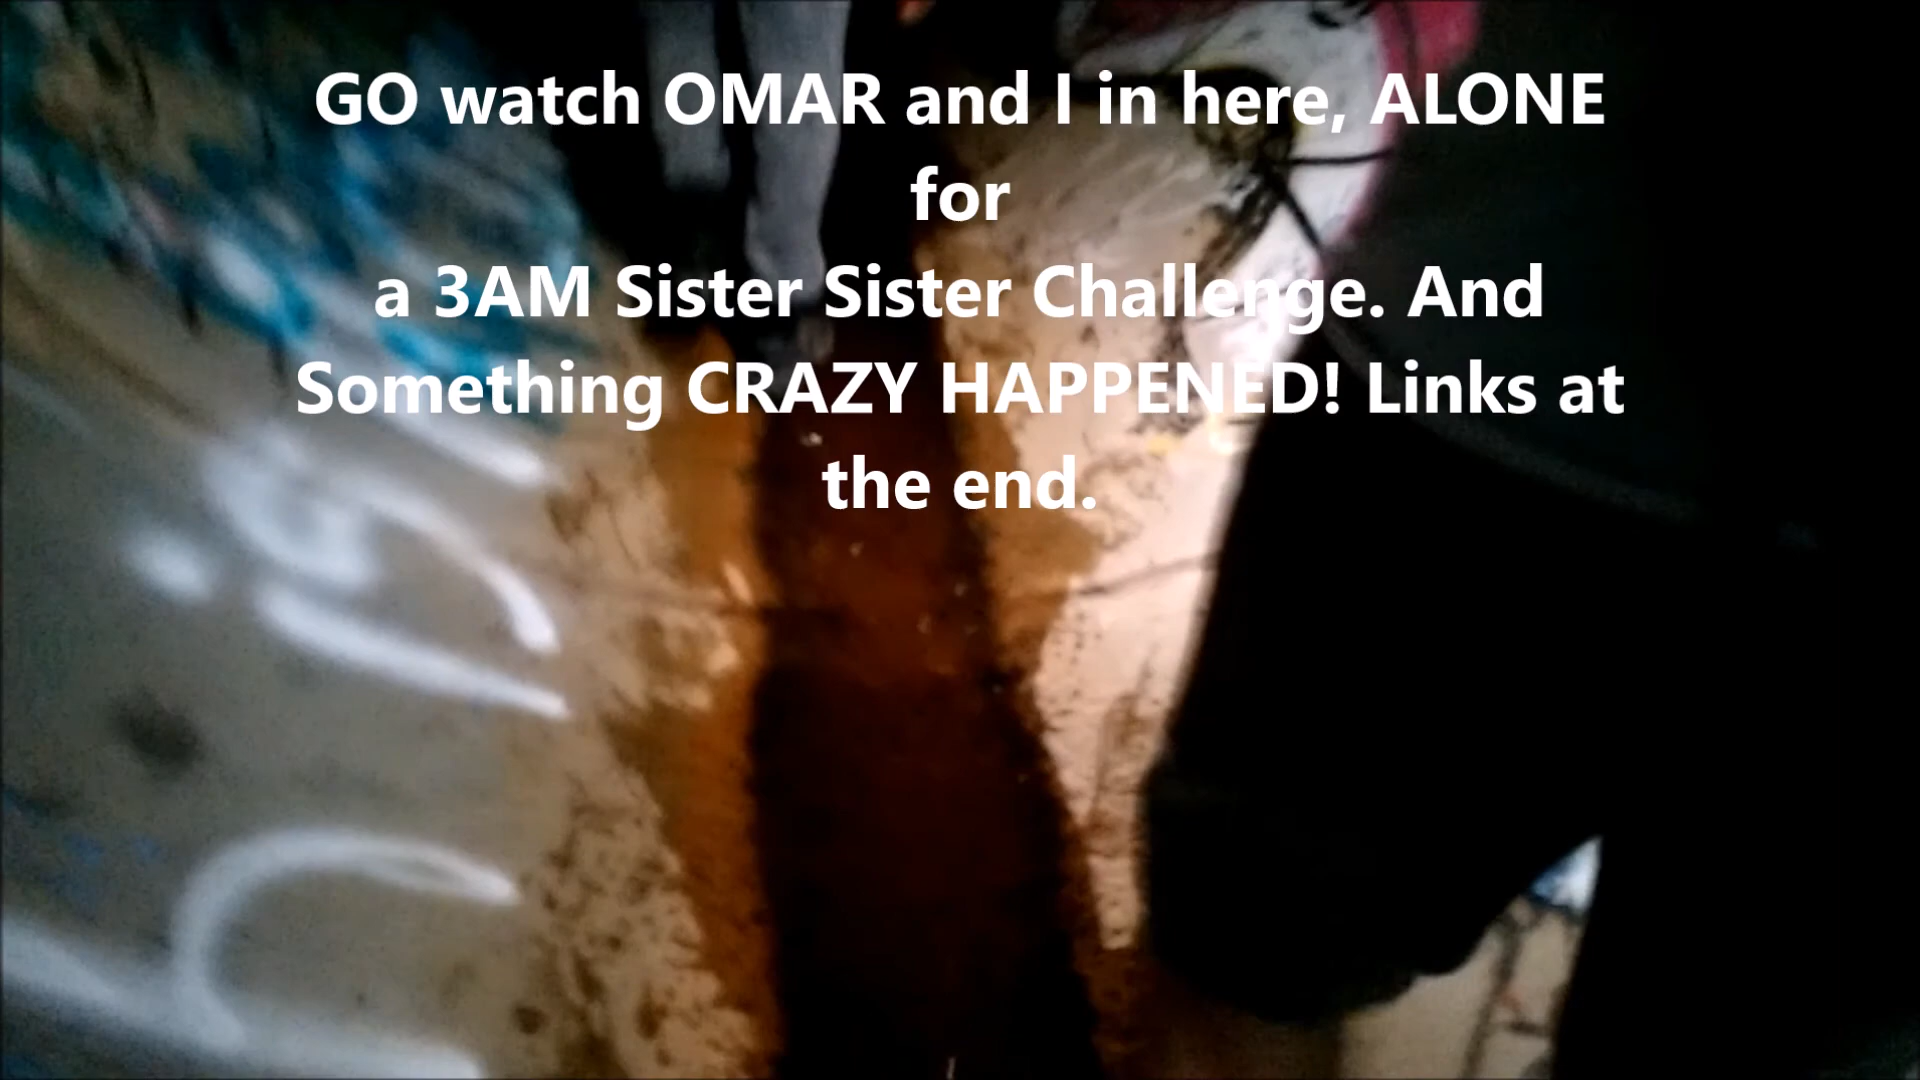 GO watch OMAR and I in here, ALONE
for
a 3AM Sister Sister Challenge. And
Something CRAZY HAPPENED! Links at
the end.